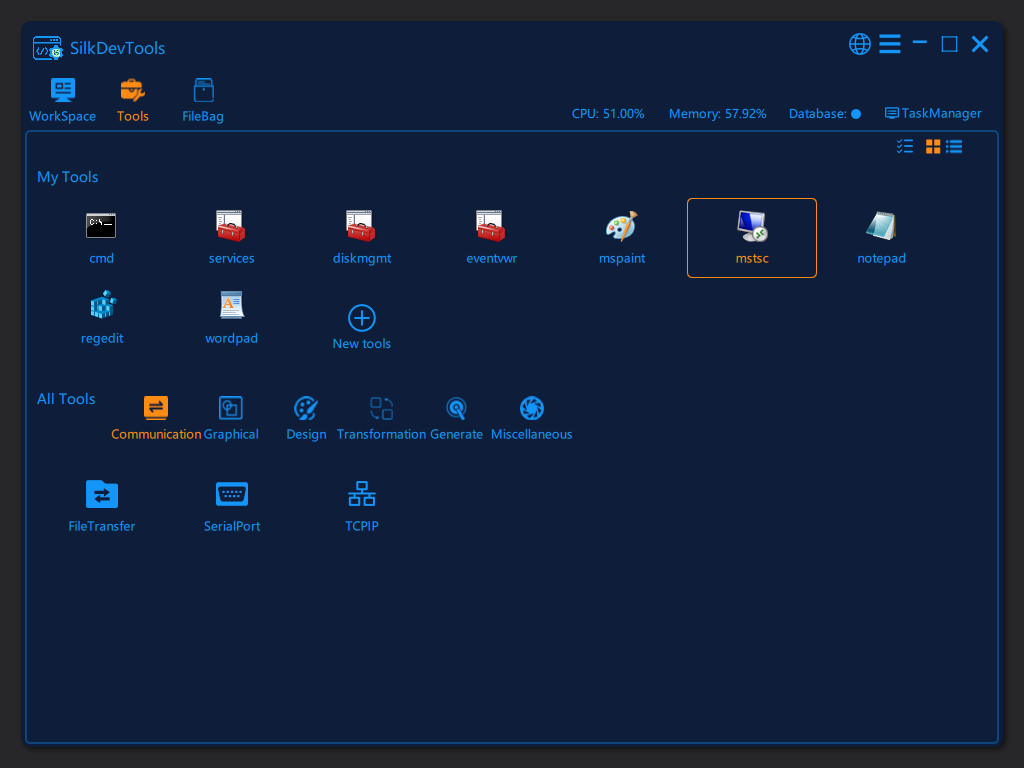 SilkDevTools
WorkSpace Tools FileBag
CPU: 51.00% Memory: 57.92% Database: TaskManager
My Tools
cmd services diskmgmt eventvwr mspaint mstsc notepad
regedit wordpad New tools
All Tools
Communication Graphical Design Transformation Generate Miscellaneous
FileTransfer SerialPort TCPIP